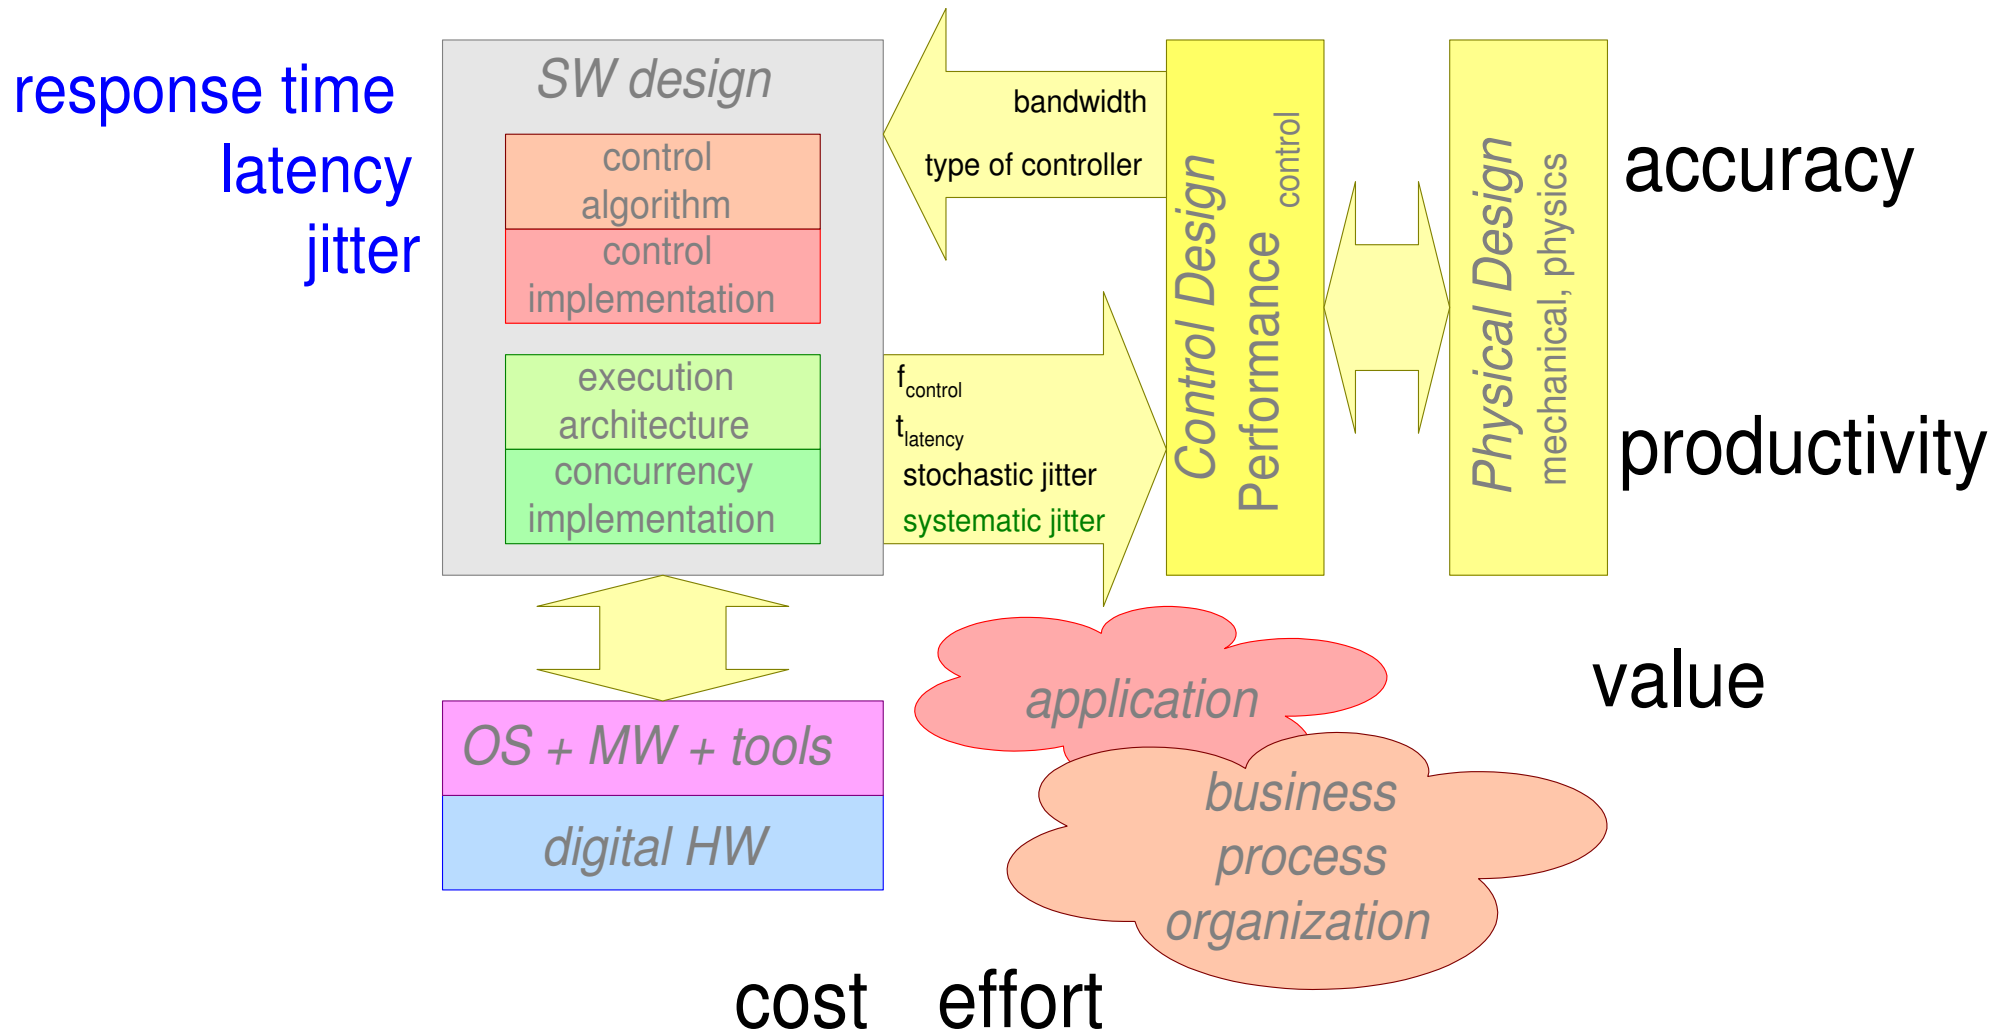 response time
latency
jitter
SW design
control
algorithm
control
implementation
execution
architecture
concurrency
implementation
bandwidth
type of controller
f control
t latency
stochastic jitter
systematic jitter
Control Design
Performance control
Physical Design
mechanical, physics
accuracy
productivity
value
OS + MW + tools
digital HW
application
business
process
organization
cost effort